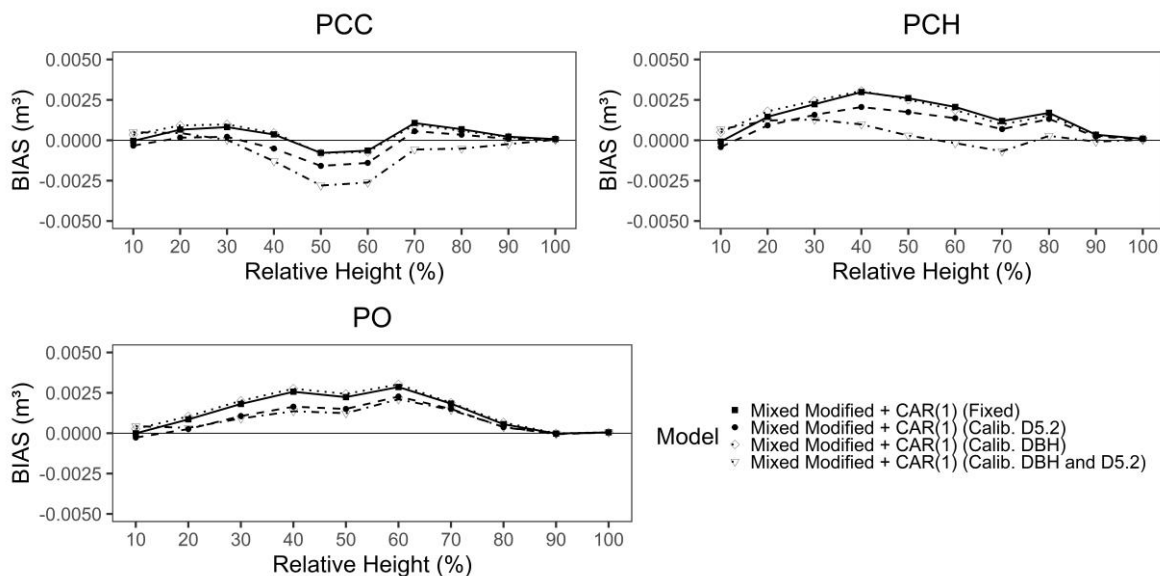 PCC
BIAS (m³)
0.0050
0.0025
0.0000
-0.0025
-0.0050
10 20 30 40 50 60 70 80 90 100
Relative Height (%)
PCH
BIAS (m³)
0.0050
0.0025
0.0000
-0.0025
-0.0050
10 20 30 40 50 60 70 80 90 100
Relative Height (%)
PO
BIAS (m³)
0.0050
0.0025
0.0000
-0.0025
-0.0050
10 20 30 40 50 60 70 80 90 100
Relative Height (%)
Model
Mixed Modified + CAR(1) (Fixed)
Mixed Modified + CAR(1) (Calib. D5.2)
Mixed Modified + CAR(1) (Calib. DBH)
Mixed Modified + CAR(1) (Calib. DBH and D5.2)